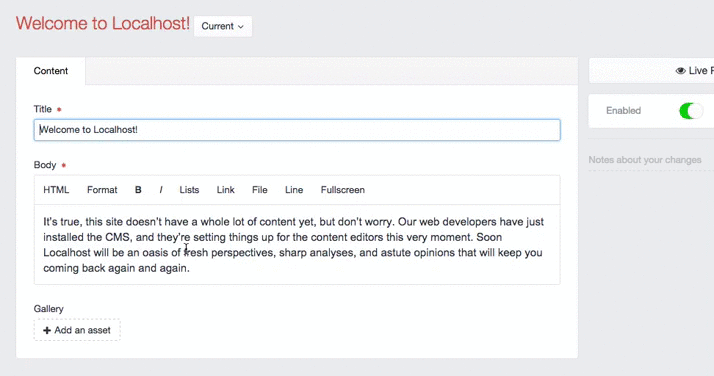 Welcome to Localhost! Current
Content
Live
Enabled
Title *
Welcome to Localhost!
Notes about your changes
Body *
HTML Format B I Lists Link File Line Fullscreen
It's true, this site doesn't have a whole lot of content yet, but don't worry. Our web developers have just
installed the CMS, and they're setting things up for the content editors this very moment. Soon
Localhost will be an oasis of fresh perspectives, sharp analyses, and astute opinions that will keep you
coming back again and again.
Gallery
+ Add an asset